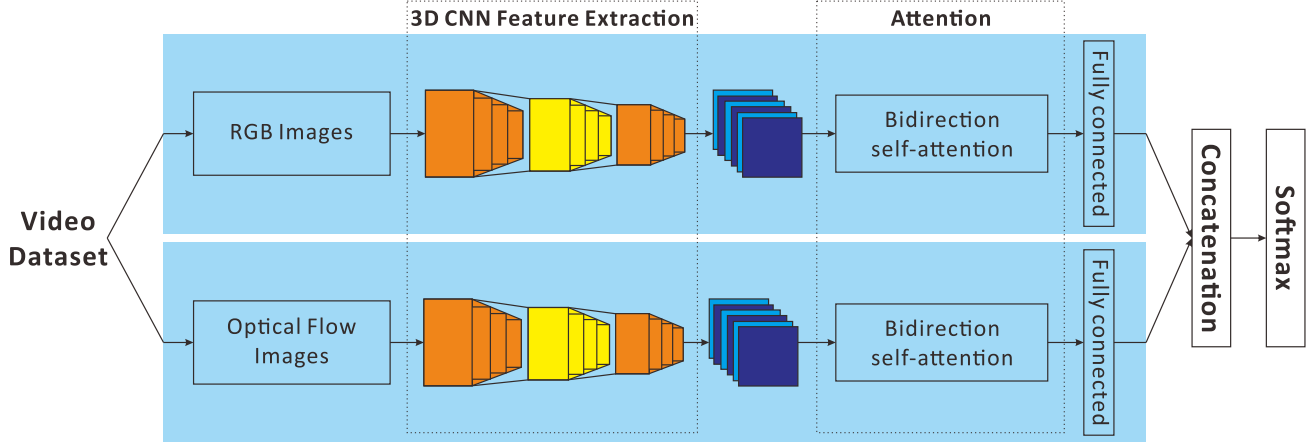 3D CNN Feature Extraction
Attention
Video
Dataset
RGB Images
Bidirection
self-attention
Fully connected
Optical Flow
Images
Bidirection
self-attention
Fully connected
Concatenation
Softmax